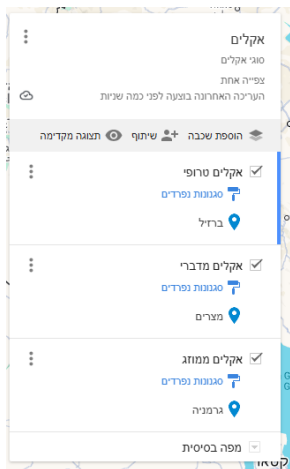 אקלים
סוגי אקלים
צפייה אחת
העריכה האחרונה בוצעה לפני כמה שניות
הוספת שכבה שיתוף תצוגה מקדימה
אקלים טרופי
סגנונות נפרדים
ברזיל
אקלים מדברי
סגנונות נפרדים
מצרים
אקלים ממוזג
סגנונות נפרדים
גרמניה
מפה בסיסית